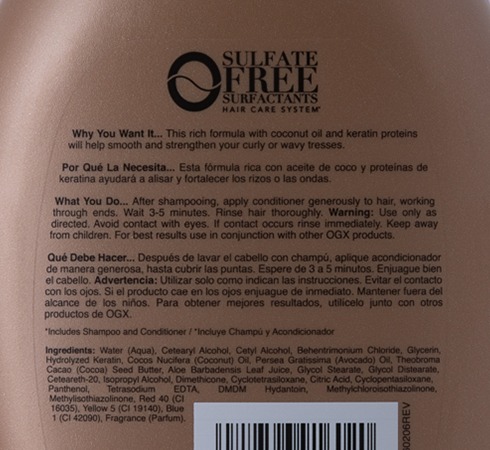 SULFATE
FREE
SURFACTANTS
HAIR CARE SYSTEM*
Why You Want It... This rich formula with coconut oil and keratin proteins
will help smooth and strengthen your curly or wavy tresses.
Por Qué La Necesita... Esta fórmula rica con aceite de coco y proteínas de
keratina ayudará a alisar y fortalecer los rizos o las ondas.
What You Do... After shampooing, apply conditioner generously to hair, working
through ends. Wait 3-5 minutes. Rinse hair thoroughly. Warning: Use only as
directed. Avoid contact with eyes. If contact occurs rinse immediately. Keep away
from children. For best results use in conjunction with other OGX products.
Qué Debe Hacer... Después de lavar el cabello con champú, aplique acondicionador
de manera generosa, hasta cubrir las puntas. Espere de 3 a 5 minutos. Enjuague bien
el cabello. Advertencia: Utilizar solo como indican las instrucciones. Evitar el contacto
con los ojos. Si el producto cae en los ojos enjuague de inmediato. Mantener fuera del
alcance de los niños. Para obtener mejores resultados, utilícelo junto con otros
productos de OGX.
*Includes Shampoo and Conditioner / *Incluye Champú y Acondicionador
Ingredients: Water (Aqua), Cetearyl Alcohol, Cetyl Alcohol, Behentrimonium Chloride, Glycerin,
Hydrolyzed Keratin, Cocos Nucifera (Coconut) Oil, Persea Gratissima (Avocado) Oil, Theobroma
Cacao (Cocoa) Seed Butter, Aloe Barbadensis Leaf Juice, Glycol Stearate, Glycol Distearate,
Ceteareth-20, Isopropyl Alcohol, Dimethicone, Cyclotetrasiloxane, Citric Acid, Cyclopentasiloxane,
Panthenol, Tetrasodium EDTA, DMDM Hydantoin, Methylchloroisothiazolinone,
Methylisothiazolinone, Red 40 (CI
16035), Yellow 5 (CI 19140), Blue
1 (CI 42090), Fragrance (Parfum).